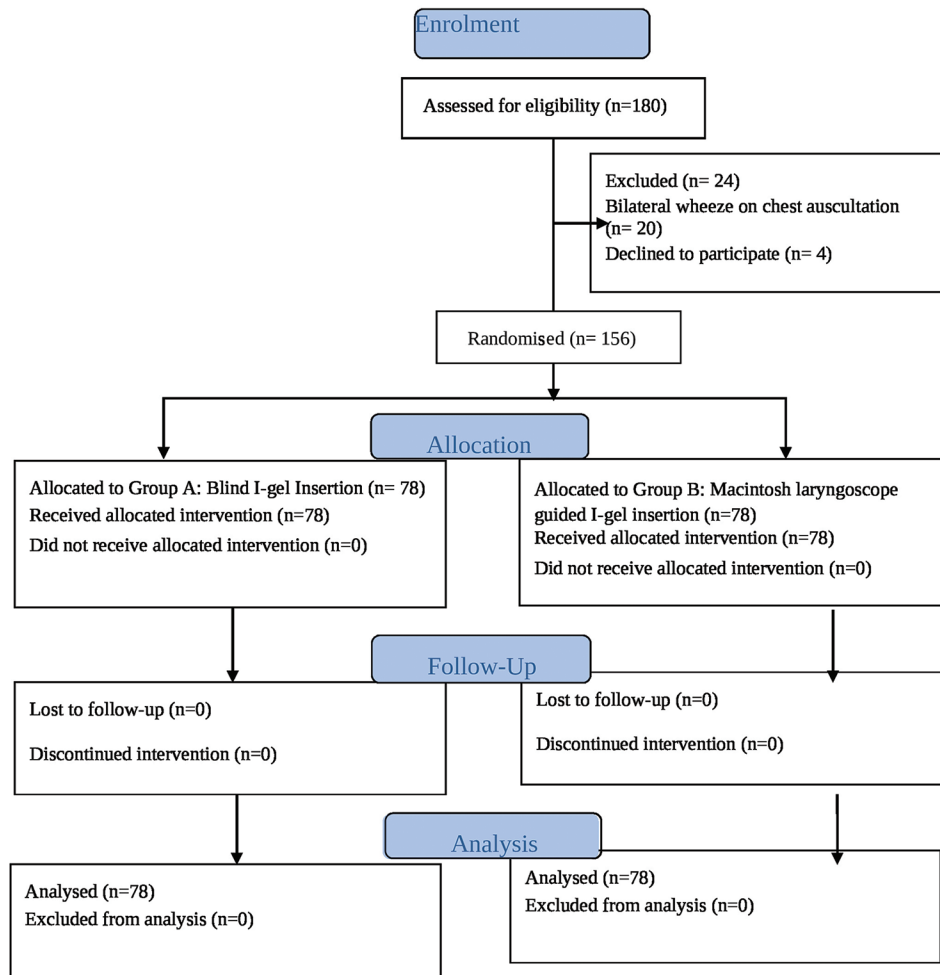 Enrolment
Assessed for eligibility (n=180)
Excluded (n= 24)
Bilateral wheeze on chest auscultation
(n= 20)
Declined to participate (n= 4)
Randomised (n= 156)
Allocation
Allocated to Group A: Blind I-gel Insertion (n= 78)
Received allocated intervention (n=78)
Did not receive allocated intervention (n=0)
Allocated to Group B: Macintosh laryngoscope
guided I-gel insertion (n=78)
Received allocated intervention (n=78)
Did not receive allocated intervention (n=0)
Follow-Up
Lost to follow-up (n=0)
Discontinued intervention (n=0)
Lost to follow-up (n=0)
Discontinued intervention (n=0)
Analysis
Analysed (n=78)
Excluded from analysis (n=0)
Analysed (n=78)
Excluded from analysis (n=0)